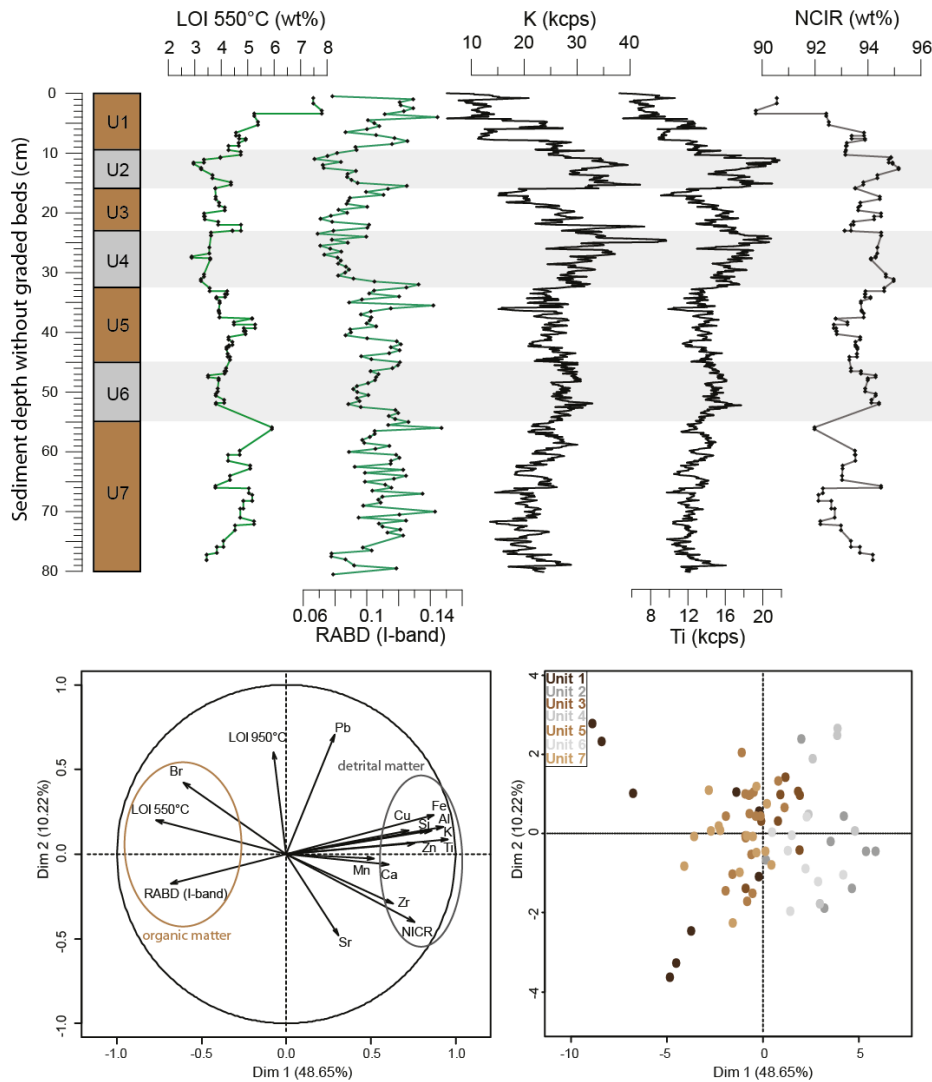 LOI 550°C (wt%)
K (kcps)
NCIR (wt%)
2 3 4 5 6 7 8
10 20 30 40
90 92 94 96
Sediment depth without graded beds (cm)
0
10
20
30
40
50
60
70
80
U1
U2
U3
U4
U5
U6
U7
0.06 0.1 0.14
RABD (I-band)
8 12 16 20
Ti (kcps)
1.0
0.5
0.0
-0.5
-1.0
Dim 2 (10.22%)
Pb
LOI 950°C
detrital matter
Br
Fe
Al
Cu
Si
K
LOI 550°C
Zn
Ti
Mn
Ca
RABD (I-band)
Zr
NICR
organic matter
Sr
-1.0 -0.5 0.0 0.5 1.0
Dim 1 (48.65%)
Unit 1
Unit 2
Unit 3
Unit 4
Unit 5
Unit 6
Unit 7
4
2
0
-2
-4
Dim 2 (10.22%)
-10 -5 0 5
Dim 1 (48.65%)